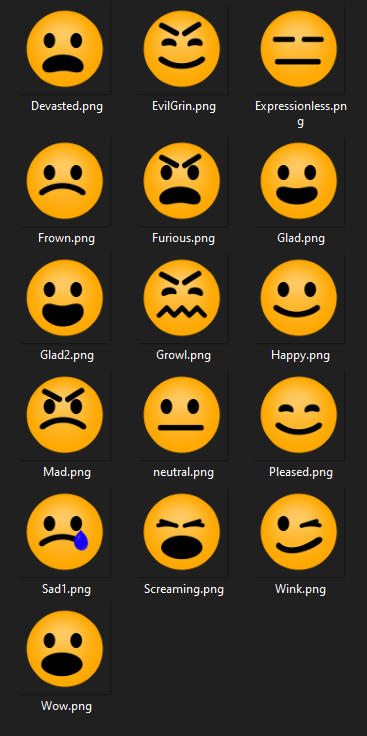 Devasted.png
EvilGrin.png
Expressionless.pn
g
Frown.png
Furious.png
Glad.png
Glad2.png
Growl.png
Happy.png
Mad.png
neutral.png
Pleased.png
Sad1.png
Screaming.png
Wink.png
Wow.png